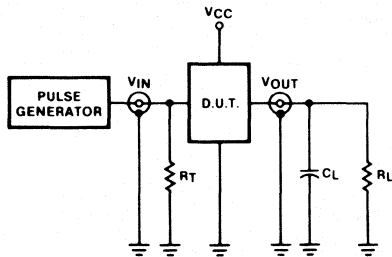 VCC
PULSE
GENERATOR
VIN
D.U.T.
VOUT
RT
CL
RL